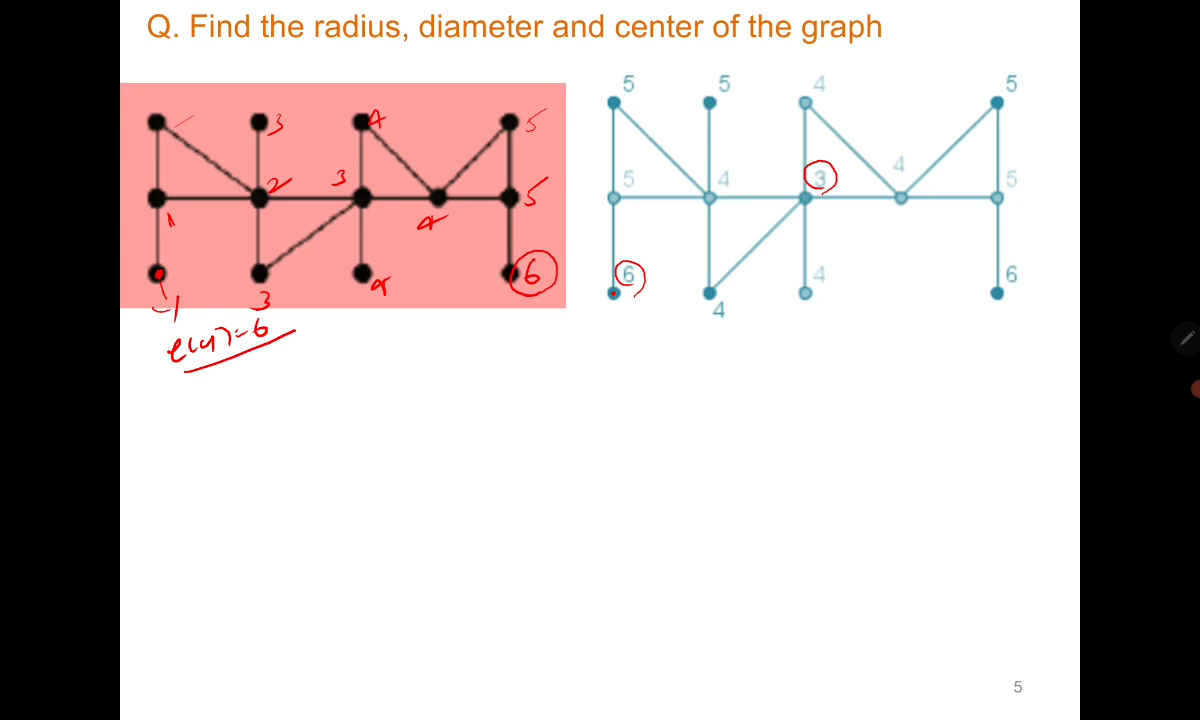 Q. Find the radius, diameter and center of the graph
5 5 4 5
3 4 5
5 4 3 4 5
2 3 5
1 4
6 4 6
6
3 4 4
e(4)=6
5